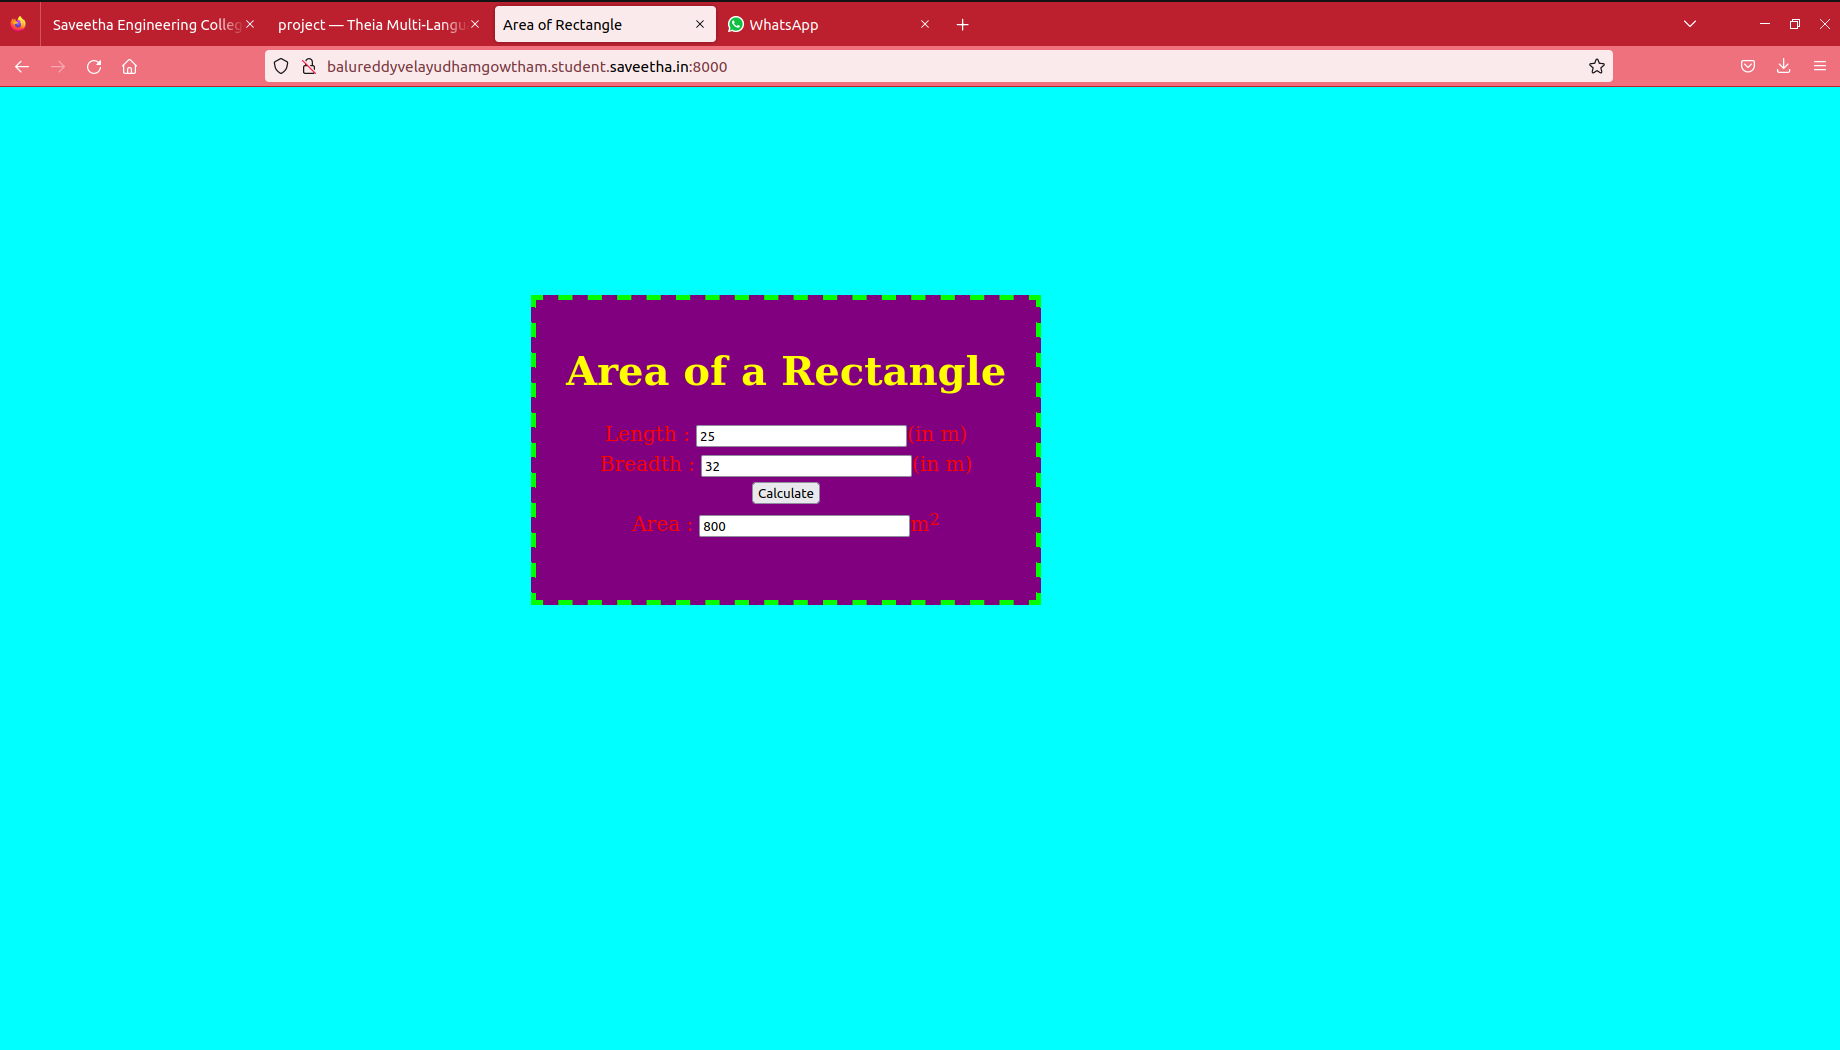 Saveetha Engineering Colleg project — Theia Multi-Langu Area of Rectangle WhatsApp
balureddyvelayudhamgowtham.student.saveetha.in:8000
Area of a Rectangle
Length : 25 (in m)
Breadth : 32 (in m)
Calculate
Area : 800 m²